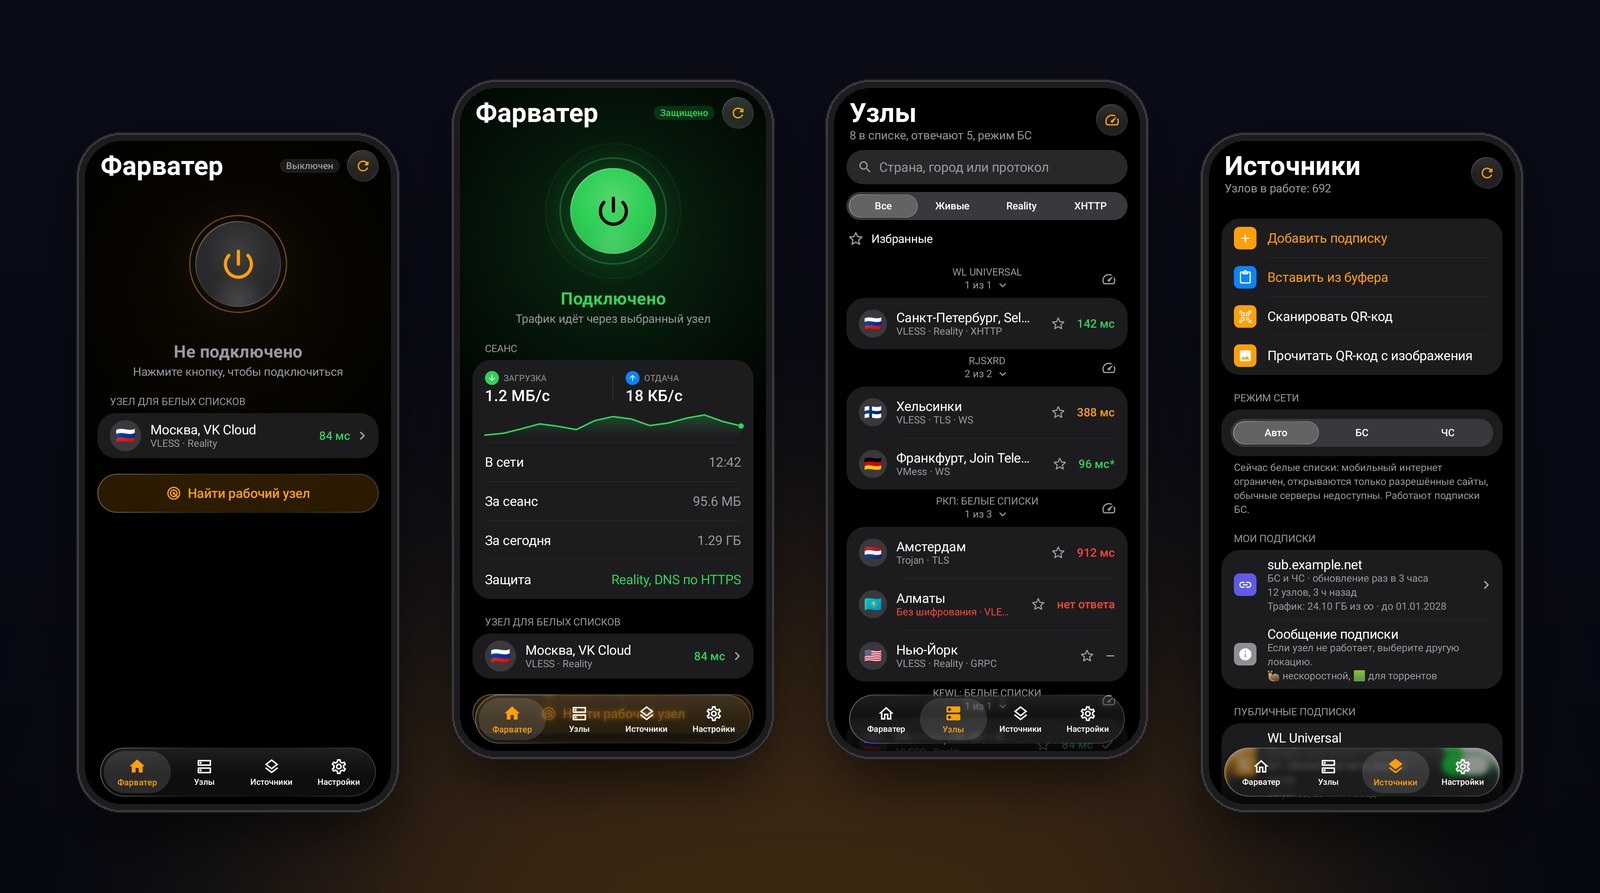 Фарватер
Выключен
Не подключено
Нажмите кнопку, чтобы подключиться
УЗЕЛ ДЛЯ БЕЛЫХ СПИСКОВ
Москва, VK Cloud
VLESS · Reality
84 мс
Найти рабочий узел
Фарватер
Узлы
Источники
Настройки
Фарватер
Защищено
Подключено
Трафик идёт через выбранный узел
СЕАНС
ЗАГРУЗКА
1.2 МБ/с
ОТДАЧА
18 КБ/с
В сети
12:42
За сеанс
95.6 МБ
За сегодня
1.29 ГБ
Защита
Reality, DNS по HTTPS
УЗЕЛ ДЛЯ БЕЛЫХ СПИСКОВ
Москва, VK Cloud
VLESS · Reality
84 мс
Фарватер
Узлы
Источники
Настройки
Узлы
8 в списке, отвечают 5, режим БС
Страна, город или протокол
Все
Живые
Reality
XHTTP
Избранные
WL UNIVERSAL
1 из 1
Санкт-Петербург, Sel...
VLESS · Reality · XHTTP
142 мс
RJSXRD
2 из 2
Хельсинки
VLESS · TLS · WS
388 мс
Франкфурт, Join Tele...
VMess · WS
96 мс*
РКП: БЕЛЫЕ СПИСКИ
1 из 3
Амстердам
Trojan · TLS
912 мс
Алматы
Без шифрования · VLE...
нет ответа
Нью-Йорк
VLESS · Reality · GRPC
–
KFWL: БЕЛЫЕ СПИСКИ
1 из 1
84 мс
Фарватер
Узлы
Источники
Настройки
Источники
Узлов в работе: 692
Добавить подписку
Вставить из буфера
Сканировать QR-код
Прочитать QR-код с изображения
РЕЖИМ СЕТИ
Авто
БС
ЧС
Сейчас белые списки: мобильный интернет
ограничен, открываются только разрешённые сайты,
обычные серверы недоступны. Работают подписки
БС.
МОИ ПОДПИСКИ
sub.example.net
БС и ЧС · обновление раз в 3 часа
12 узлов, 3 ч назад
Трафик: 24.10 ГБ из ∞ · до 01.01.2028
Сообщение подписки
Если узел не работает, выберите другую
локацию.
🐌 нескоростной, 🟩 для торрентов
ПУБЛИЧНЫЕ ПОДПИСКИ
WL Universal
Фарватер
Узлы
Источники
Настройки